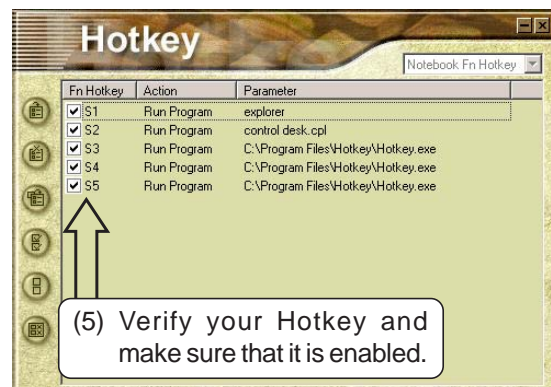 Hotkey
Notebook Fn Hotkey
Fn Hotkey Action Parameter
S1 Run Program explorer
S2 Run Program control desk.cpl
S3 Run Program C:\Program Files\Hotkey\Hotkey.exe
S4 Run Program C:\Program Files\Hotkey\Hotkey.exe
S5 Run Program C:\Program Files\Hotkey\Hotkey.exe
(5) Verify your Hotkey and
make sure that it is enabled.